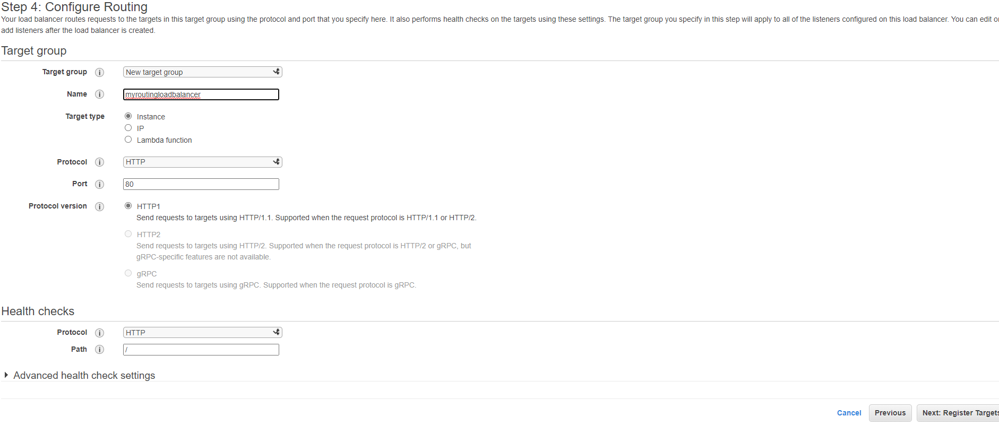 Step 4: Configure Routing
Your load balancer routes requests to the targets in this target group using the protocol and port that you specify here. It also performs health checks on the targets using these settings. The target group you specify in this step will apply to all of the listeners configured on this load balancer. You can edit or
add listeners after the load balancer is created.
Target group
Target group i New target group
Name i myroutingloadbalancer
Target type Instance
IP
Lambda function
Protocol i HTTP
Port i 80
Protocol version i HTTP1
Send requests to targets using HTTP/1.1. Supported when the request protocol is HTTP/1.1 or HTTP/2.
HTTP2
Send requests to targets using HTTP/2. Supported when the request protocol is HTTP/2 or gRPC, but
gRPC-specific features are not available.
gRPC
Send requests to targets using gRPC. Supported when the request protocol is gRPC.
Health checks
Protocol i HTTP
Path i /
Advanced health check settings
Cancel Previous Next: Register Targets